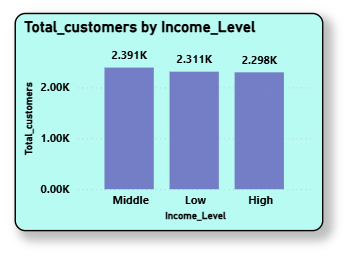 Total_customers by Income_Level
2.391K
2.311K
2.298K
2.00K
1.00K
0.00K
Total_customers
Middle
Low
High
Income_Level